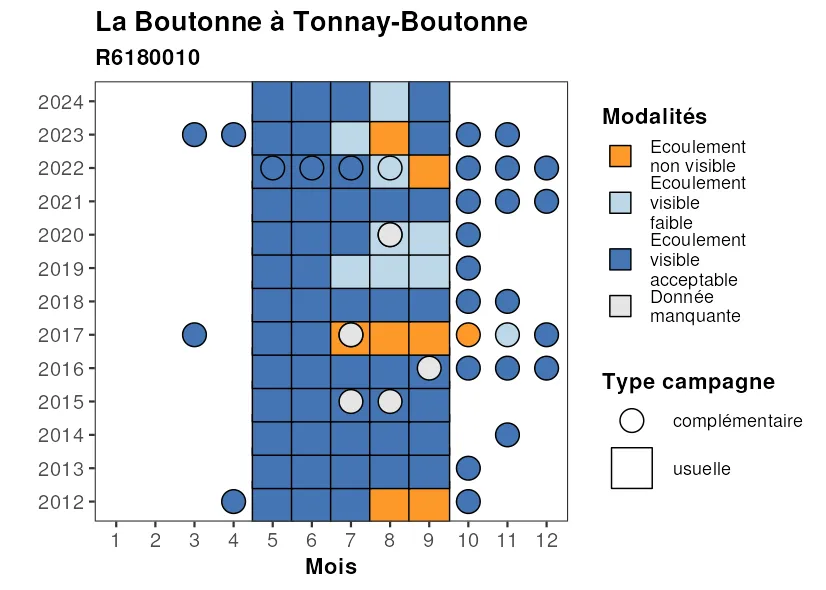 La Boutonne à Tonnay-Boutonne
R6180010
2024
2023
2022
2021
2020
2019
2018
2017
2016
2015
2014
2013
2012
1 2 3 4 5 6 7 8 9 10 11 12
Mois
Modalités
Ecoulement
non visible
Ecoulement
visible
faible
Ecoulement
visible
acceptable
Donnée
manquante
Type campagne
complémentaire
usuelle